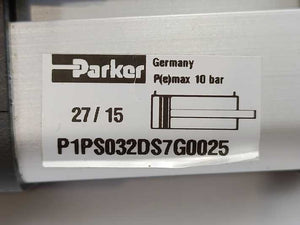 Parker
Germany
P(e)max 10 bar
27 / 15
P1PS032DS7G0025